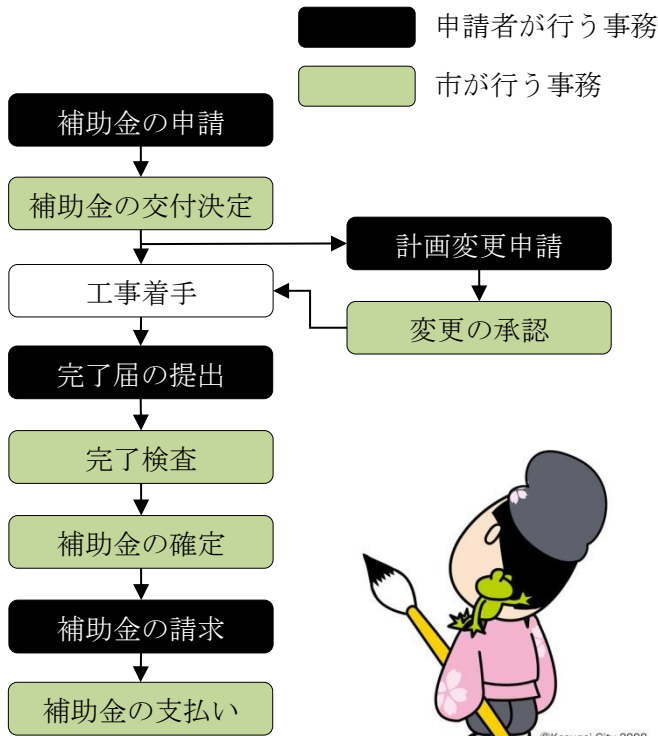 申請者が行う事務
市が行う事務
補助金の申請
補助金の交付決定
計画変更申請
工事着手
変更の承認
完了届の提出
完了検査
補助金の確定
補助金の請求
補助金の支払い